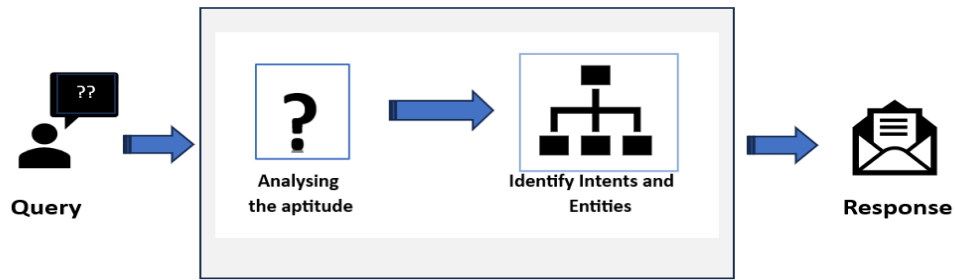 ??
Query
?
Analysing
the aptitude
Identify Intents and
Entities
Response